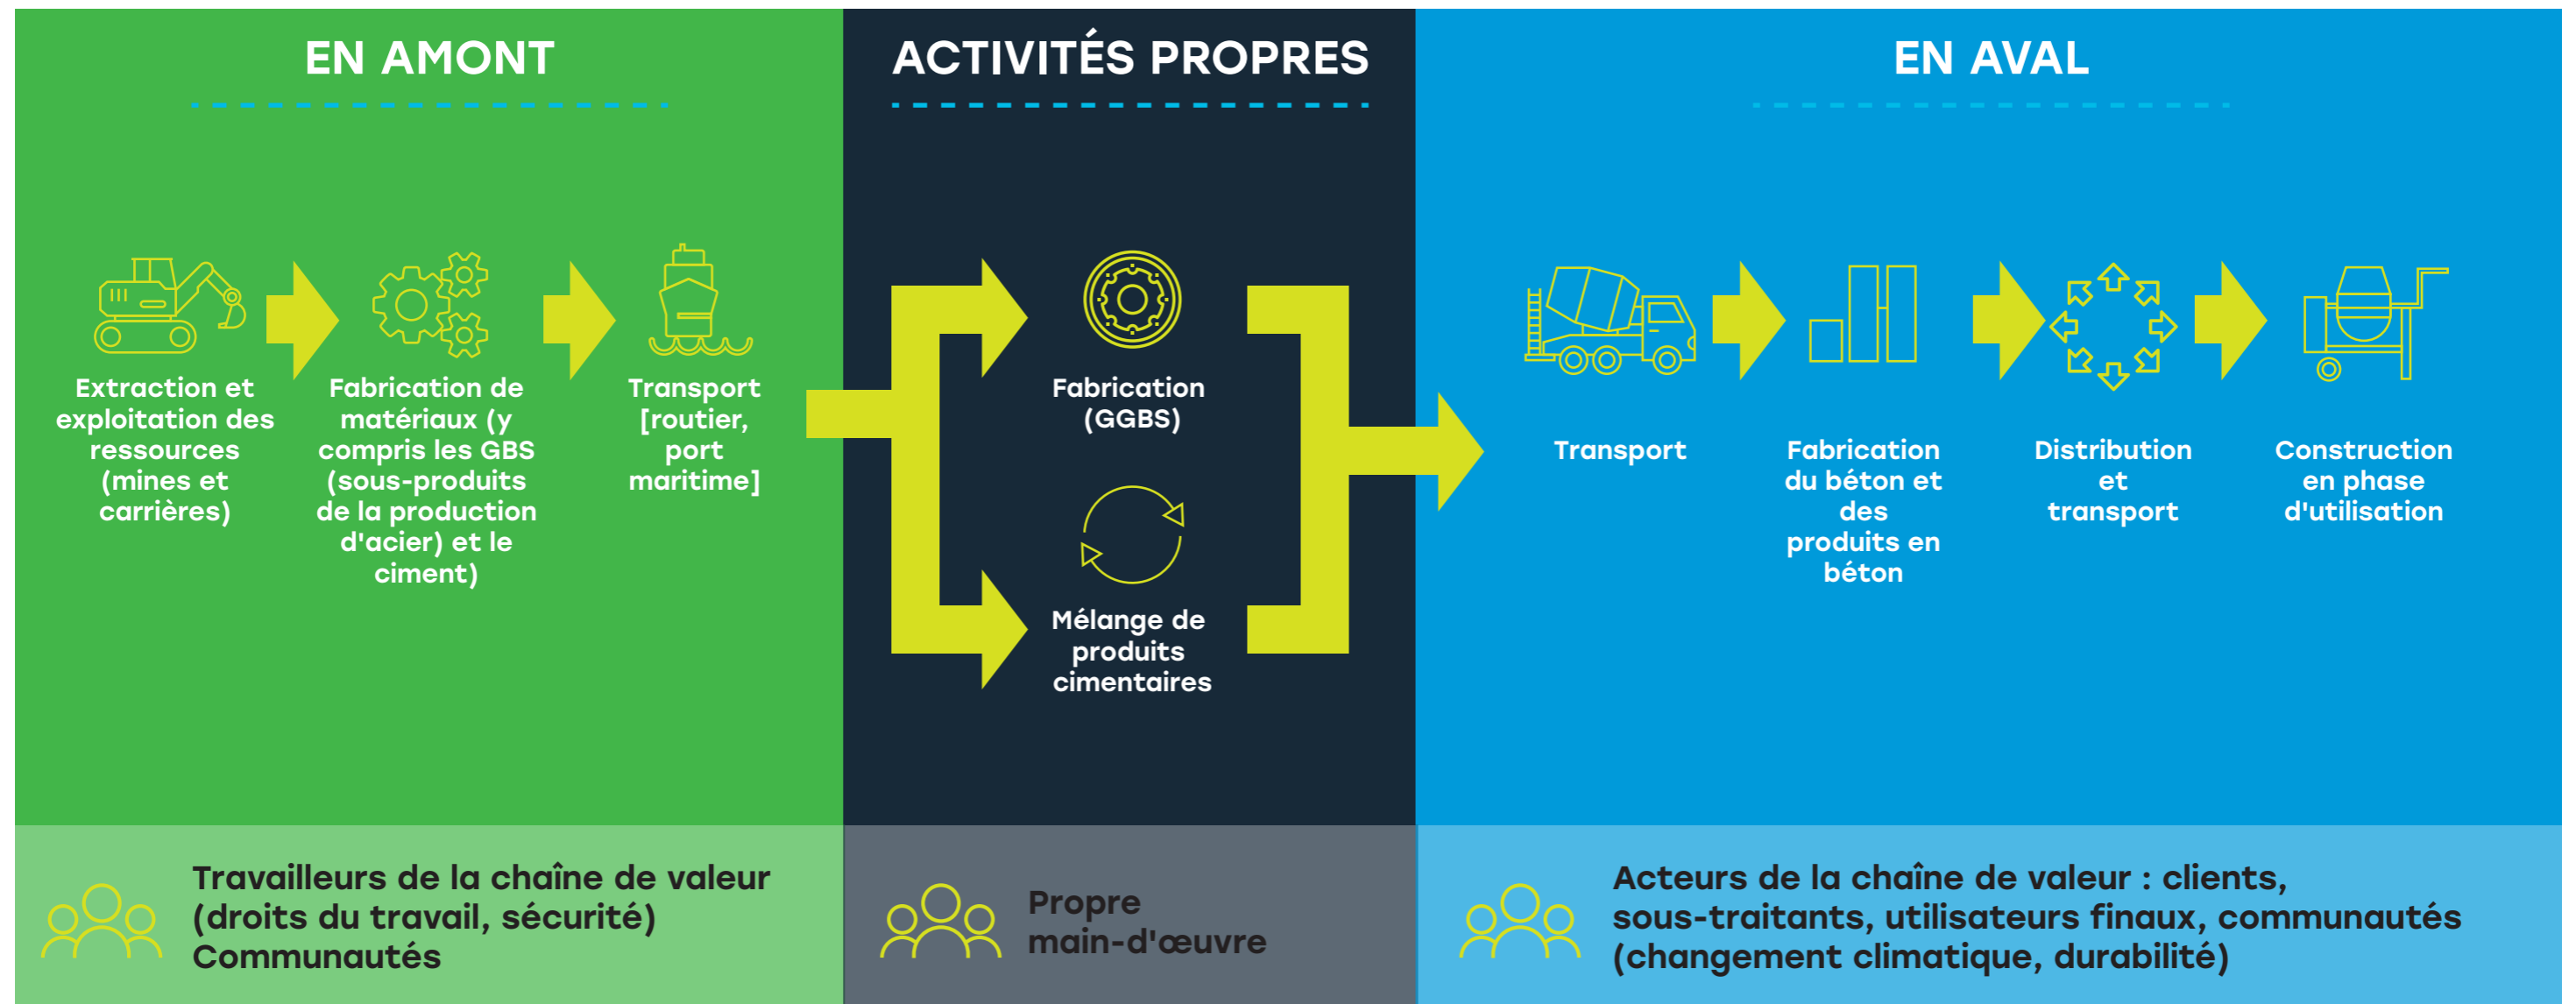 EN AMONT
Extraction et
exploitation des
ressources
(mines et
carrières)
Fabrication de
matériaux (y
compris les GBS
(sous-produits
de la production
d'acier) et le
ciment)
Transport
[routier,
port
maritime]
Travailleurs de la chaîne de valeur
(droits du travail, sécurité)
Communautés
ACTIVITÉS PROPRES
Fabrication
(GGBS)
Mélange de
produits
cimentaires
Propre
main-d'œuvre
EN AVAL
Transport
Fabrication
du béton et
des
produits en
béton
Distribution
et
transport
Construction
en phase
d'utilisation
Acteurs de la chaîne de valeur : clients,
sous-traitants, utilisateurs finaux, communautés
(changement climatique, durabilité)